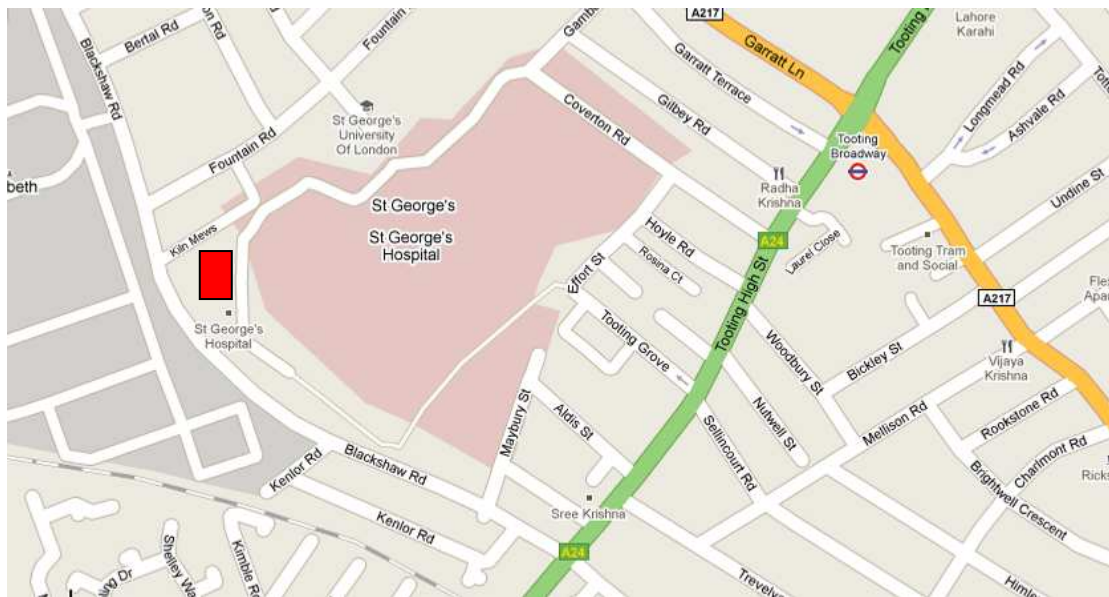 Bertal Rd
Blackshaw Rd
Fountain Rd
A217
Garratt Ln
Lahore
Karahi
Longmead Rd
Ashvale Rd
Garratt Terrace
Gilbey Rd
Coverton Rd
St George's
University
Of London
Fountain Rd
Tooting
Broadway
Undine St
Radha
Krishna
St George's
St George's
Hospital
Kiln Mews
Hoyle Rd
Rosina Ct
Effort St
A24
Laurel Close
Tooting Tram
and Social
A217
Tooting High St
St George's
Hospital
Tooting Grove
Woodbury St
Bickley St
Vijaya
Krishna
Nutwell St
Mellison Rd
Rookstone Rd
Maybury St
Aldis St
Sellincourt Rd
Charlmont Rd
Brightwell Crescent
Blackshaw Rd
Kenlor Rd
Kenlor Rd
Sree Krishna
A24